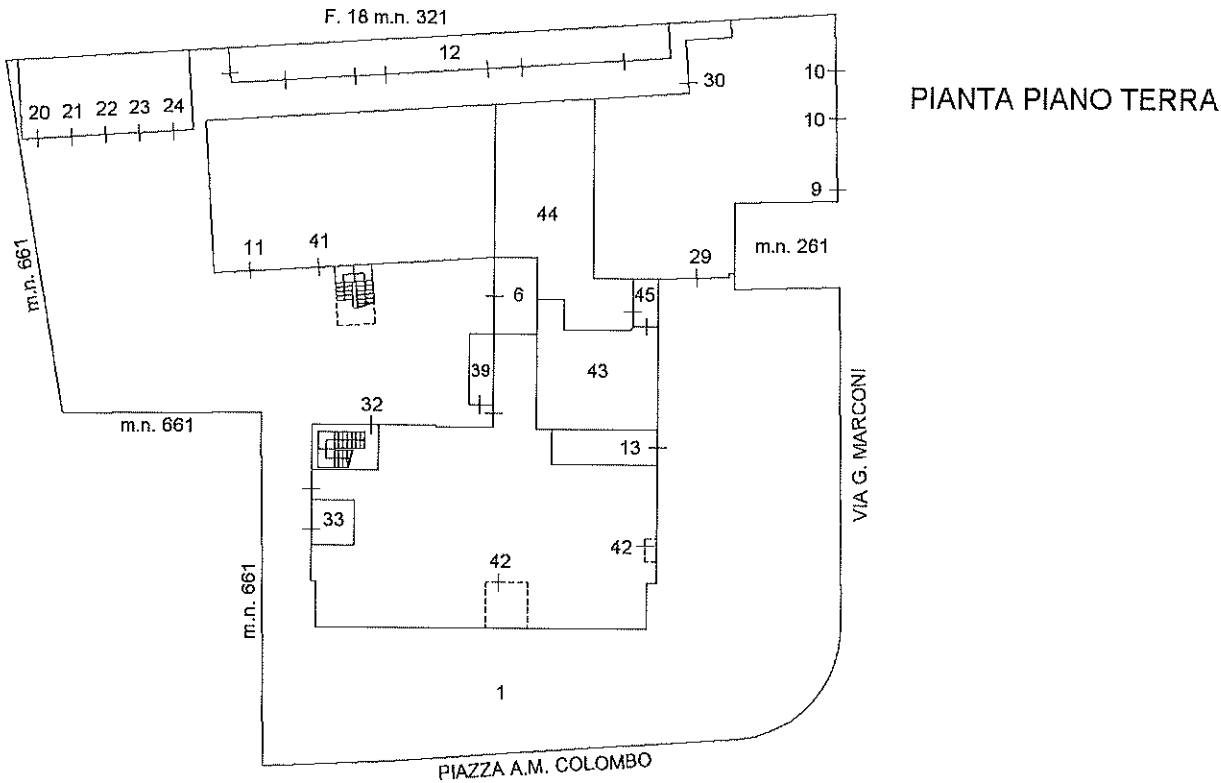 F. 18 m.n. 321
12
30
10
PIANTA PIANO TERRA
20 21 22 23 24
10
9
44
m.n. 661
11
41
29
m.n. 261
6
45
39
43
m.n. 661
32
VIA G. MARCONI
13
33
42
42
m.n. 661
1
PIAZZA A.M. COLOMBO